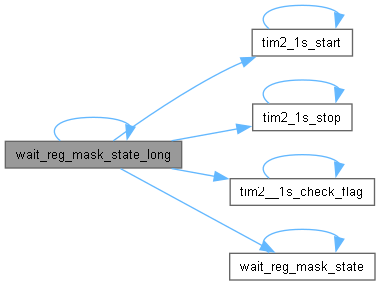 tim2_1s_start
tim2_1s_stop
wait_reg_mask_state_long
tim2__1s_check_flag
wait_reg_mask_state